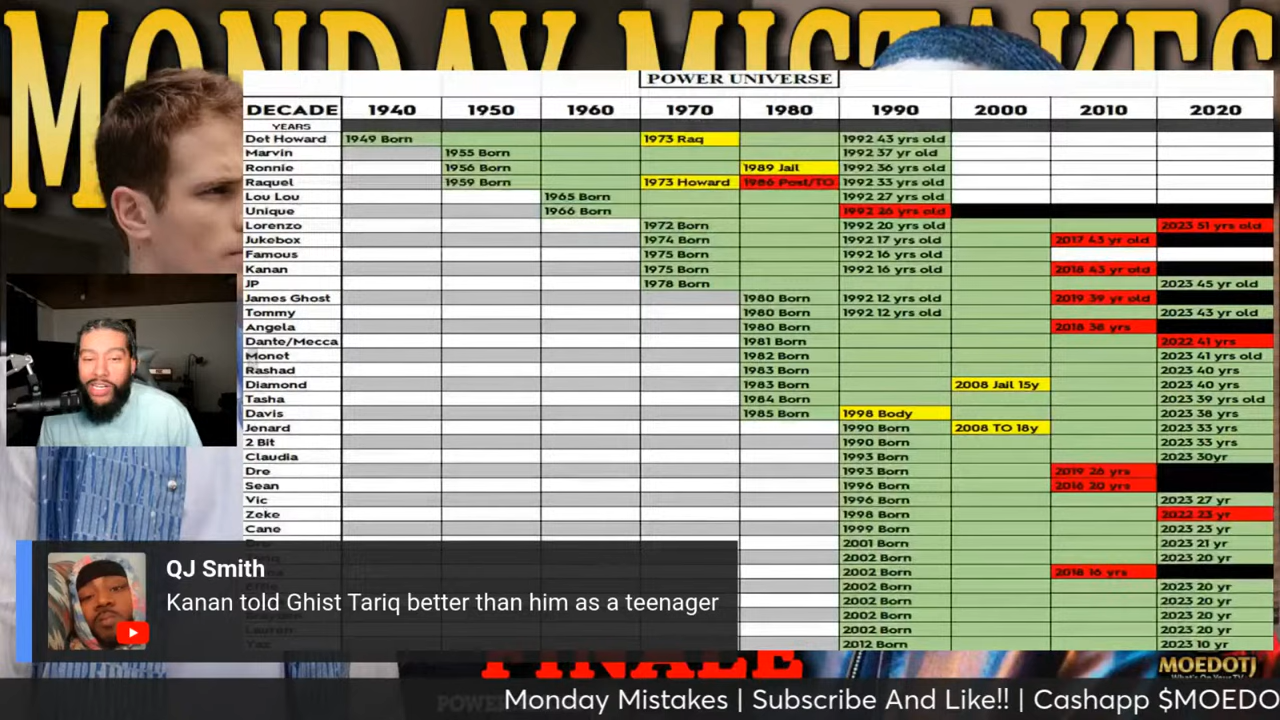 MONDAY MISTAKES
POWER UNIVERSE
DECADE 1940 1950 1960 1970 1980 1990 2000 2010 2020
YEARS
Det Howard 1949 Born 1973 Raq 1992 43 yrs old
Marvin 1955 Born 1992 37 yr old
Ronnie 1956 Born 1989 Jail 1992 36 yrs old
Raquel 1959 Born 1973 Howard 1986 Post/TO 1992 33 yrs old
Lou Lou 1965 Born 1992 27 yrs old
Unique 1966 Born 1992 26 yrs old
Lorenzo 1972 Born 1992 20 yrs old 2023 51 yrs old
Jukebox 1974 Born 1992 17 yrs old 2017 43 yr old
Famous 1975 Born 1992 16 yrs old
Kanan 1975 Born 1992 16 yrs old 2018 43 yr old
JP 1978 Born 2023 45 yr old
James Ghost 1980 Born 1992 12 yrs old 2019 39 yr old
Tommy 1980 Born 1992 12 yrs old 2023 43 yr old
Angela 1980 Born 2018 38 yrs
Dante/Mecca 1981 Born 2022 41 yrs
Monet 1982 Born 2023 41 yrs old
Rashad 1983 Born 2023 40 yrs
Diamond 1983 Born 2008 Jail 15y 2023 40 yrs
Tasha 1984 Born 2023 39 yrs old
Davis 1985 Born 1998 Body 2023 38 yrs
Jenard 1990 Born 2008 TO 18y 2023 33 yrs
2 Bit 1990 Born 2023 33 yrs
Claudia 1993 Born 2023 30yr
Dre 1993 Born 2019 26 yrs
Sean 1996 Born 2016 20 yrs
Vic 1996 Born 2023 27 yr
Zeke 1998 Born 2022 23 yr
Cane 1999 Born 2023 23 yr
2001 Born 2023 21 yr
2002 Born 2023 20 yr
2002 Born 2018 16 yrs
2002 Born 2023 20 yr
2002 Born 2023 20 yr
2002 Born 2023 20 yr
Lauren 2002 Born 2023 20 yr
Yaz 2012 Born 2023 10 yr
QJ Smith
Kanan told Ghist Tariq better than him as a teenager
FINALE
MOEDOTJ
What's On Your TV
Monday Mistakes | Subscribe And Like!! | Cashapp $MOEDO